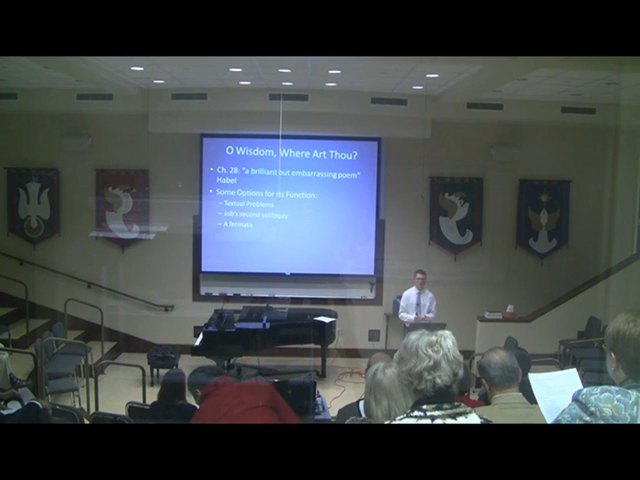 O Wisdom, Where Art Thou?
• Ch. 28: "a brilliant but embarrassing poem"
Habel
• Some Options for its Function:
– Textual Problems
– Job's second soliloquy
– A fermata